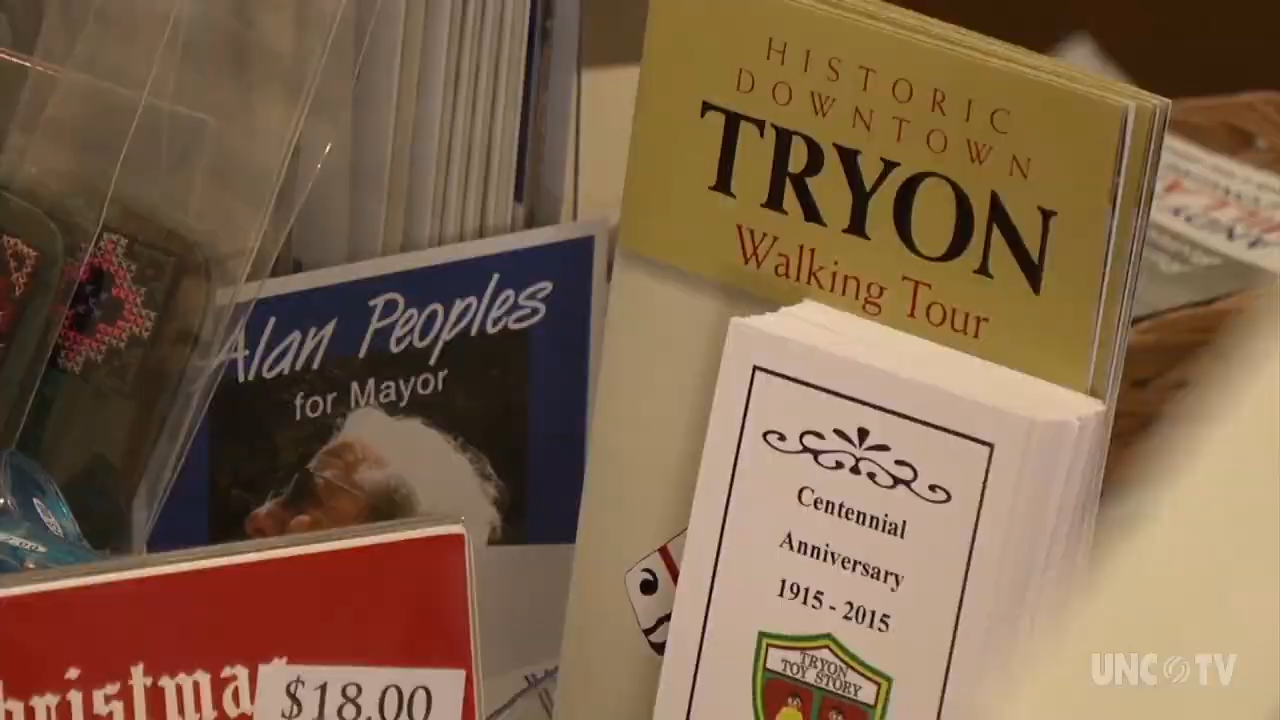 HISTORIC
DOWNTOWN
TRYON
Walking Tour
Alan Peoples
for Mayor
Centennial
Anniversary
1915 - 2015
TRYON
TOY STORY
hristmas
$18.00
UNC TV